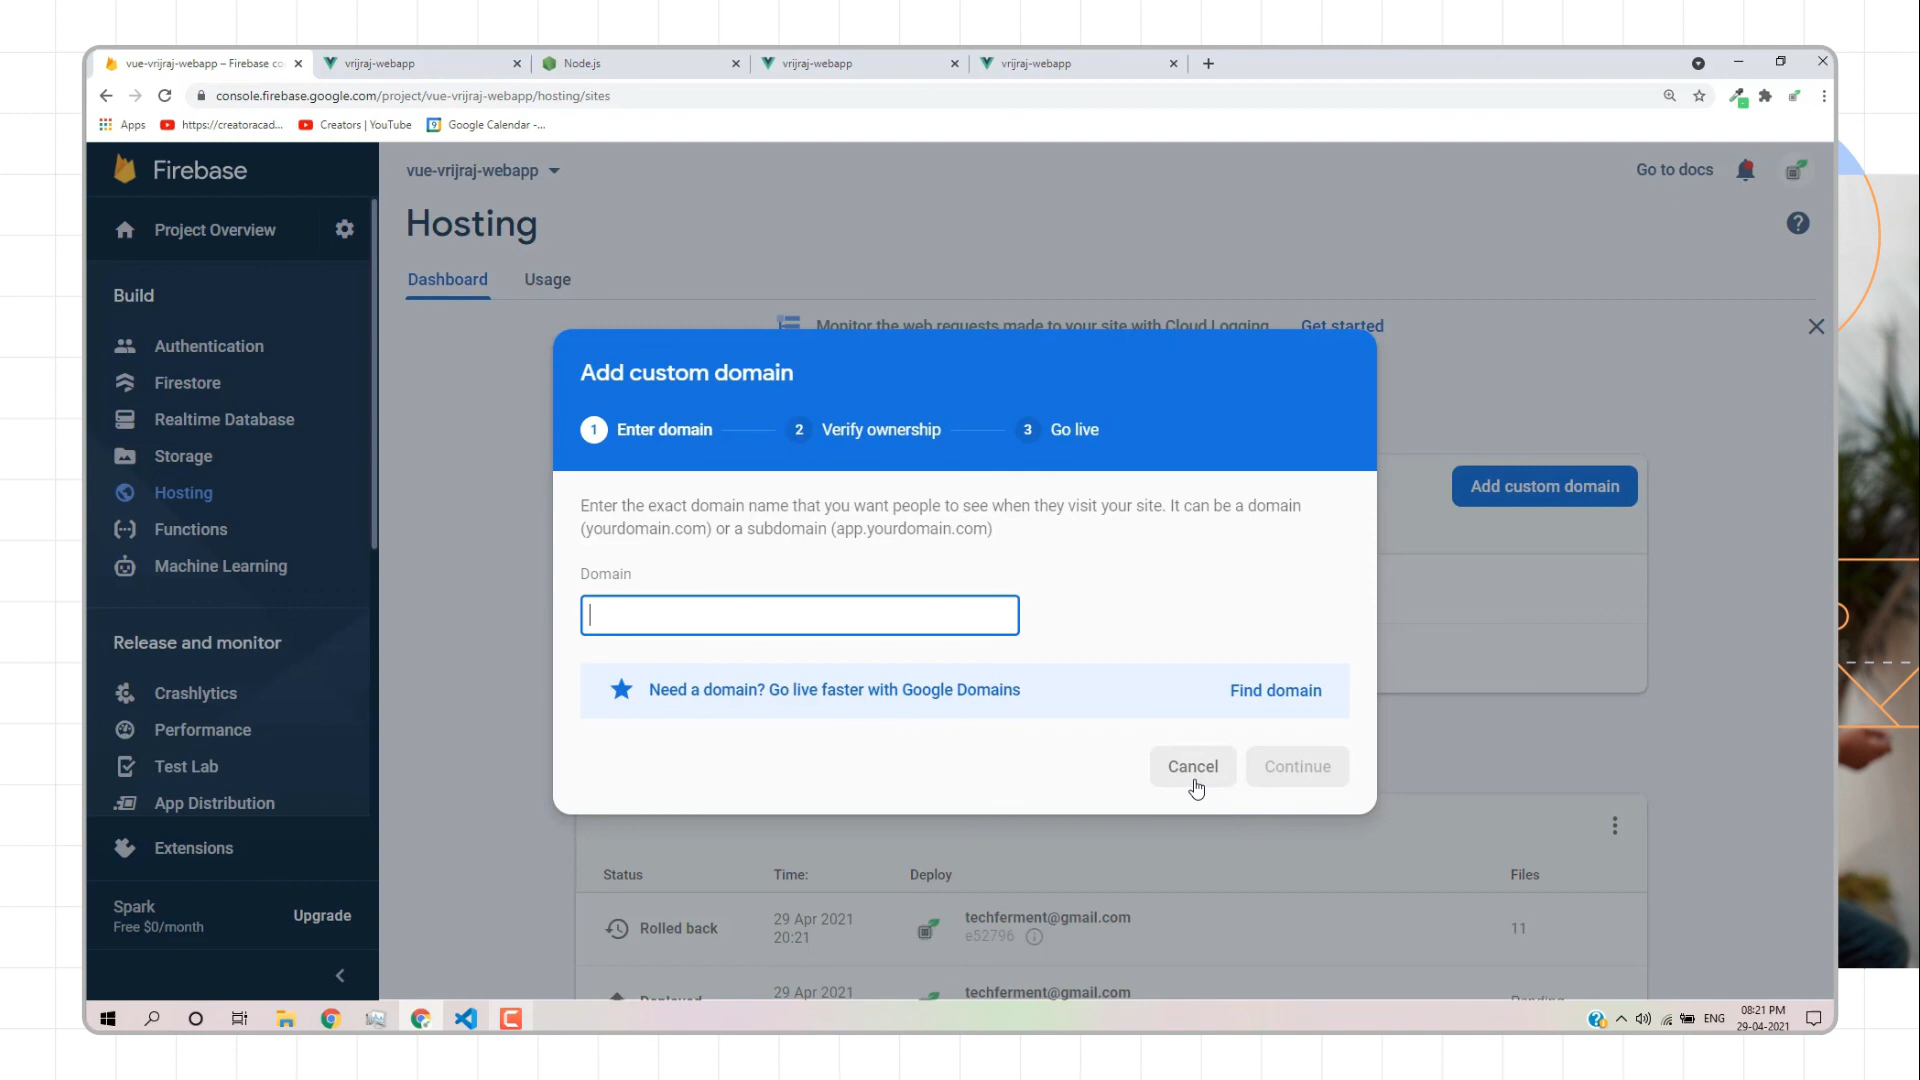 vue-vrijraj-webapp – Firebase co
vrijraj-webapp
Node.js
vrijraj-webapp
vrijraj-webapp
console.firebase.google.com/project/vue-vrijraj-webapp/hosting/sites
Apps
https://creatoracad...
Creators | YouTube
9
Google Calendar -...
Firebase
vue-vrijraj-webapp
Go to docs
Project Overview
Hosting
?
Dashboard
Usage
Build
Monitor the web requests made to your site with Cloud Logging
Get started
Authentication
Firestore
Realtime Database
Storage
Hosting
Functions
Machine Learning
Add custom domain
1 Enter domain
2 Verify ownership
3 Go live
Add custom domain
Enter the exact domain name that you want people to see when they visit your site. It can be a domain
(yourdomain.com) or a subdomain (app.yourdomain.com)
Domain
Need a domain? Go live faster with Google Domains
Find domain
Cancel
Continue
Release and monitor
Crashlytics
Performance
Test Lab
App Distribution
Extensions
Spark
Free $0/month
Upgrade
Status
Time:
Deploy
Files
Rolled back
29 Apr 2021
20:21
techferment@gmail.com
e52796
11
29 Apr 2021
techferment@gmail.com
ENG
08:21 PM
29-04-2021